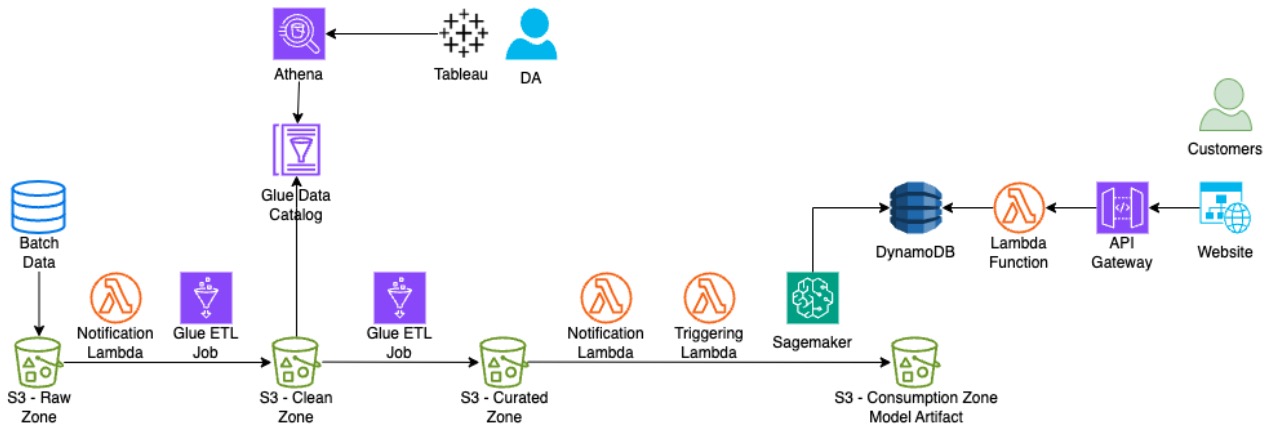 Athena
Tableau
DA
Glue Data
Catalog
Customers
Batch
Data
DynamoDB
Lambda
Function
API
Gateway
Website
Notification
Lambda
Glue ETL
Job
Glue ETL
Job
Notification
Lambda
Triggering
Lambda
Sagemaker
S3 - Raw
Zone
S3 - Clean
Zone
S3 - Curated
Zone
S3 - Consumption Zone
Model Artifact